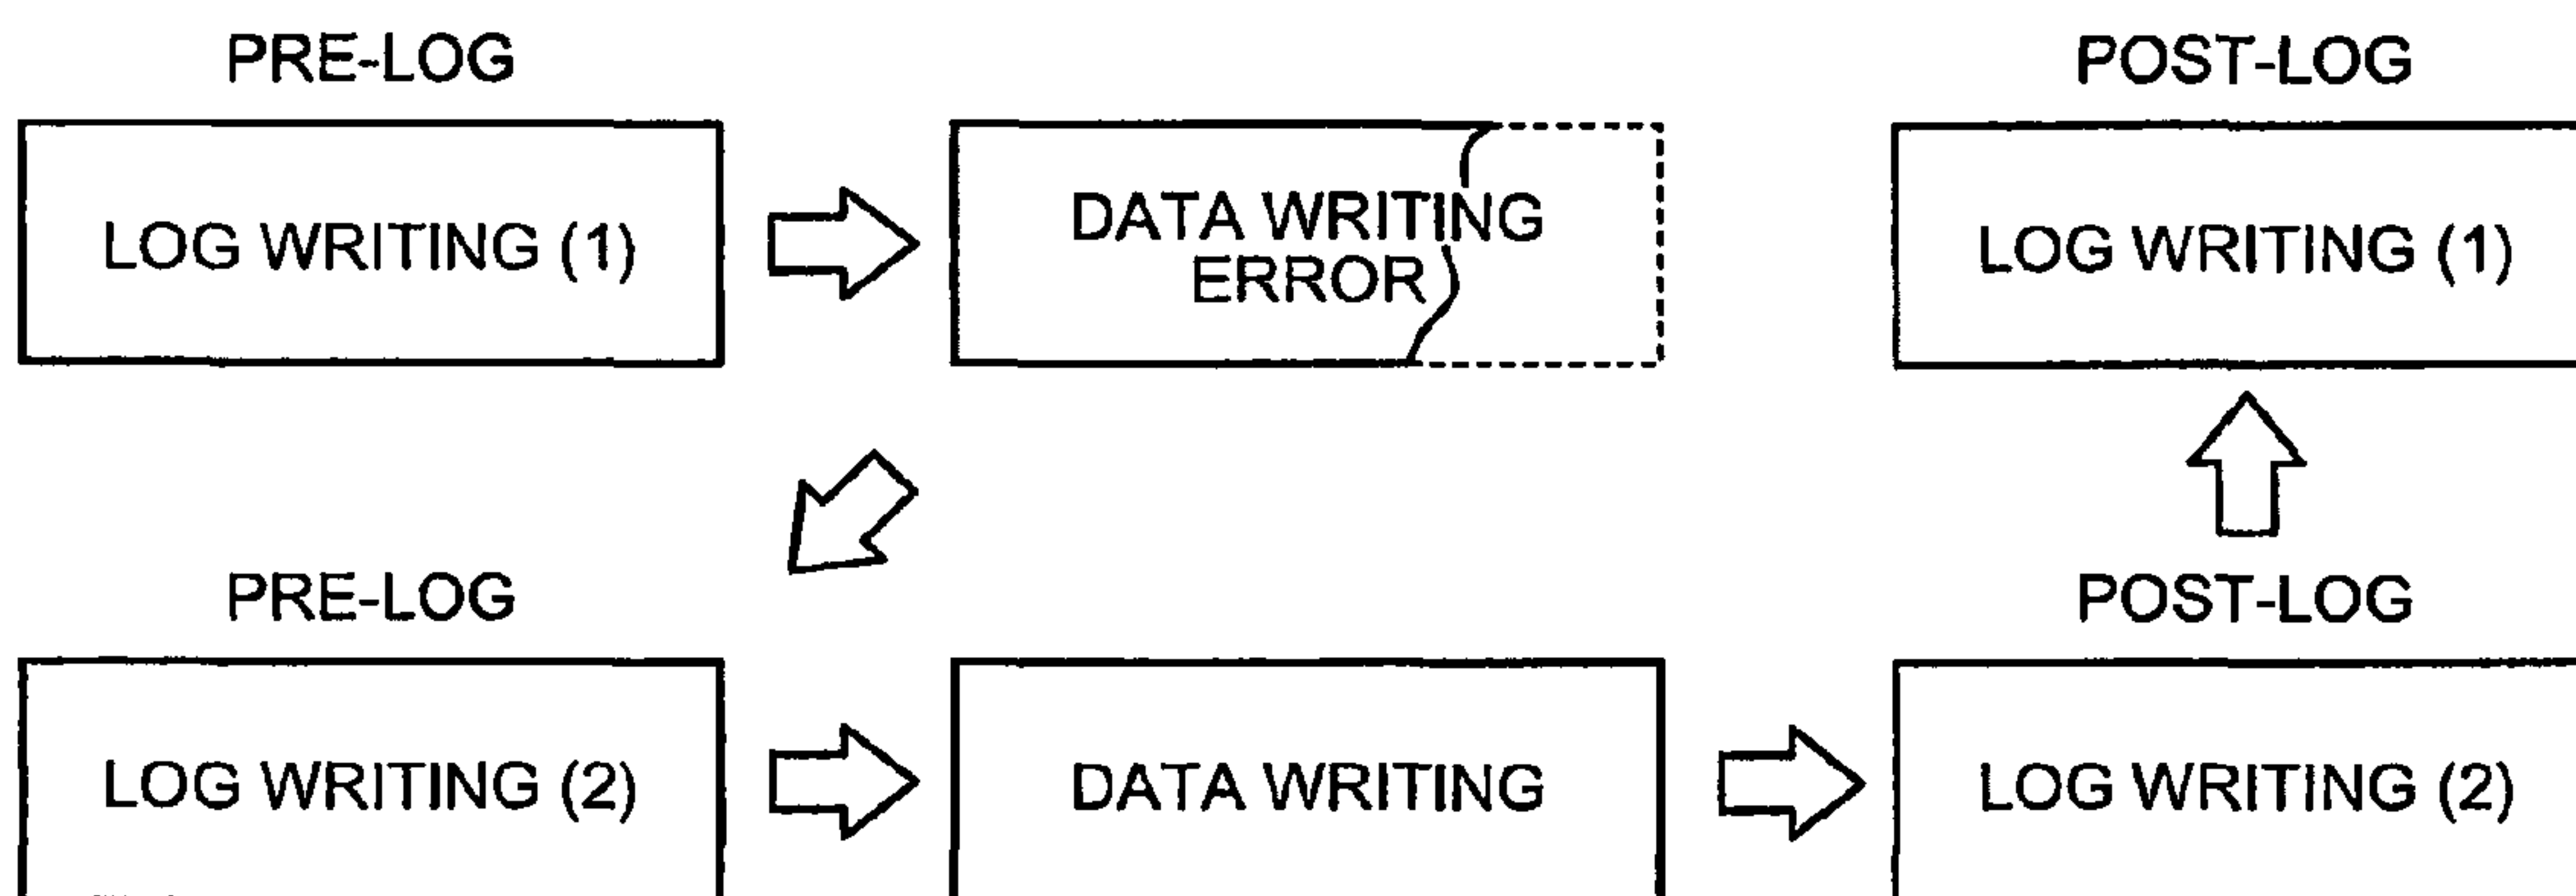 PRE-LOG
POST-LOG
LOG WRITING (1)
DATA WRITING
ERROR
LOG WRITING (1)
PRE-LOG
POST-LOG
LOG WRITING (2)
DATA WRITING
LOG WRITING (2)